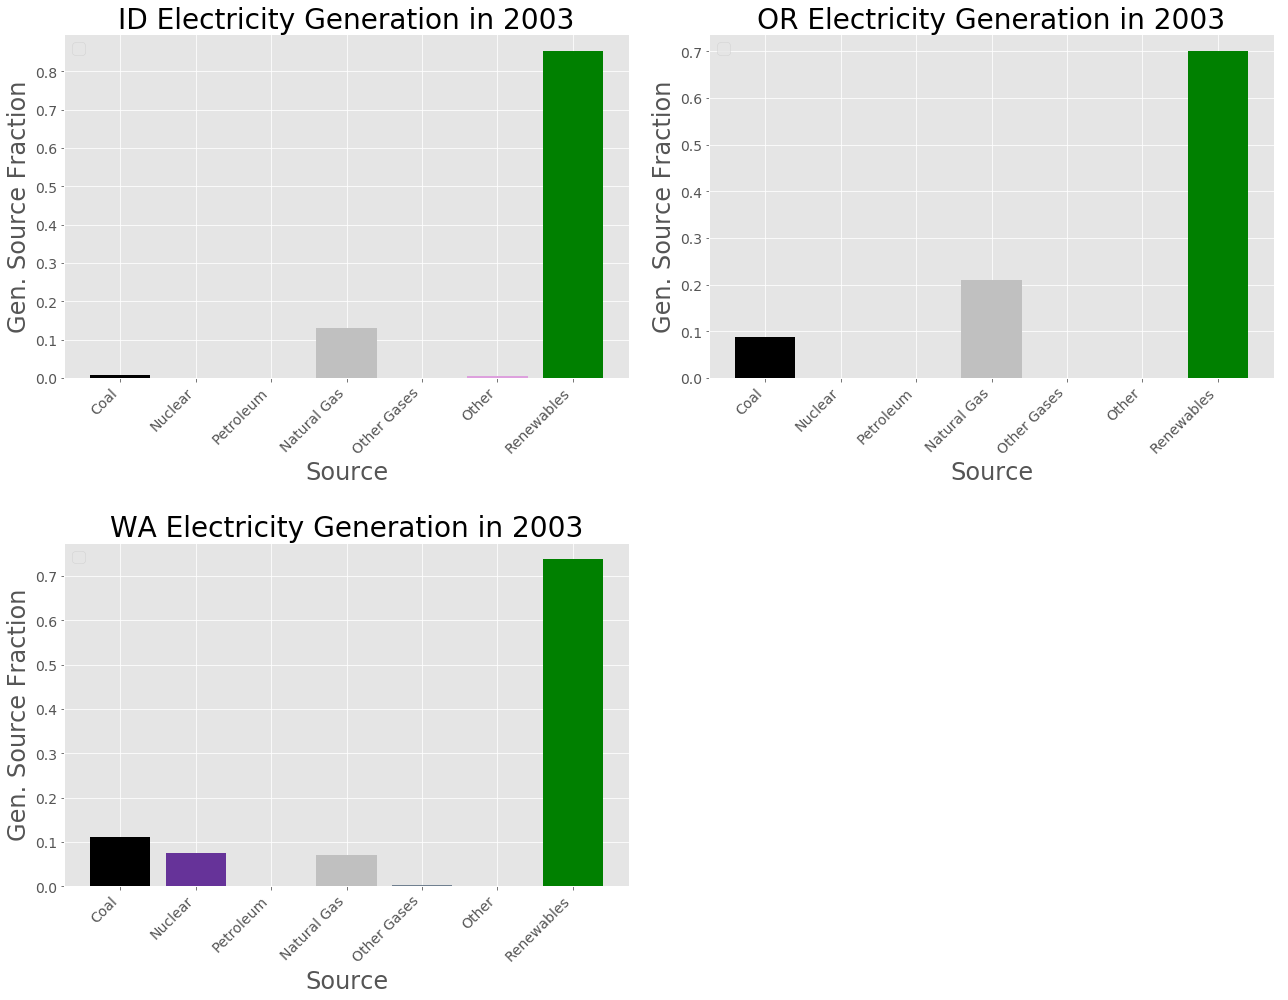 ID Electricity Generation in 2003
Gen. Source Fraction
0.8
0.7
0.6
0.5
0.4
0.3
0.2
0.1
0.0
Coal
Nuclear
Petroleum
Natural Gas
Other Gases
Other
Renewables
Source
OR Electricity Generation in 2003
Gen. Source Fraction
0.7
0.6
0.5
0.4
0.3
0.2
0.1
0.0
Coal
Nuclear
Petroleum
Natural Gas
Other Gases
Other
Renewables
Source
WA Electricity Generation in 2003
Gen. Source Fraction
0.7
0.6
0.5
0.4
0.3
0.2
0.1
0.0
Coal
Nuclear
Petroleum
Natural Gas
Other Gases
Other
Renewables
Source